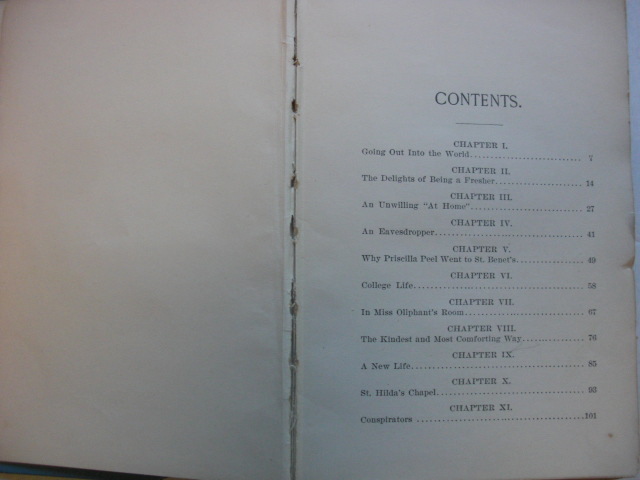 CONTENTS.
CHAPTER I.
Going Out Into the World.................................. 7
CHAPTER II.
The Delights of Being a Fresher........................... 14
CHAPTER III.
An Unwilling "At Home"................................... 27
CHAPTER IV.
An Eavesdropper.......................................... 41
CHAPTER V.
Why Priscilla Peel Went to St. Benet's.................... 49
CHAPTER VI.
College Life.............................................. 58
CHAPTER VII.
In Miss Oliphant's Room.................................. 67
CHAPTER VIII.
The Kindest and Most Comforting Way...................... 76
CHAPTER IX.
A New Life............................................... 85
CHAPTER X.
St. Hilda's Chapel........................................ 93
CHAPTER XI.
Conspirators .............................................101